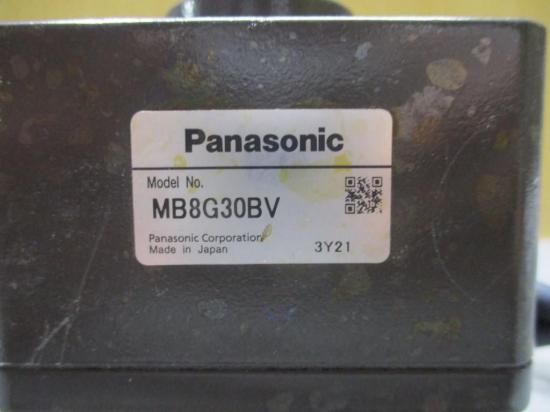 Panasonic
Model No.
MB8G30BV
Panasonic Corporation
Made in Japan
3Y21